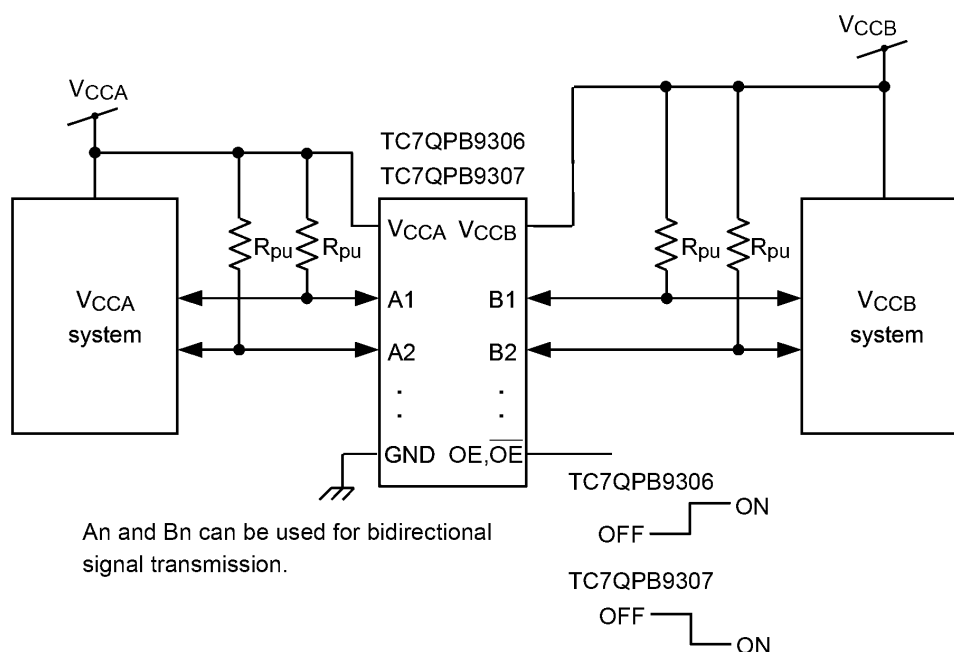 VCCB
VCCA
TC7QPB9306
TC7QPB9307
VCCA VCCB
Rpu Rpu Rpu Rpu
VCCA
system
A1 B1
VCCB
system
A2 B2
GND OE,O̅E̅
TC7QPB9306
OFF ON
An and Bn can be used for bidirectional
signal transmission.
TC7QPB9307
OFF ON